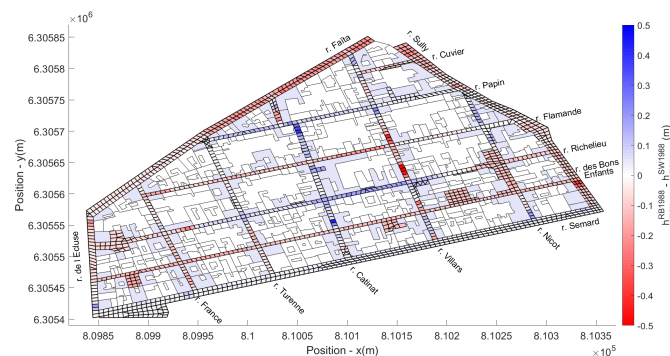 × 10⁶
6.30585
6.3058
6.30575
6.3057
6.30565
6.3056
6.30555
6.3055
6.30545
6.3054
Position - y(m)
r. Faïta
r. Sully
r. Cuvier
r. Papin
r. Flamande
r. Richelieu
r. des Bons
Enfants
r. Semard
r. Nicot
r. Villars
r. Catinat
r. Turenne
r. France
r. de l'Ecluse
8.0985 8.099 8.0995 8.1 8.1005 8.101 8.1015 8.102 8.1025 8.103 8.1035
Position - x(m)
× 10⁵
0.5
0.4
0.3
0.2
0.1
0
-0.1
-0.2
-0.3
-0.4
-0.5
h^RB1988 - h^SW1988 (m)